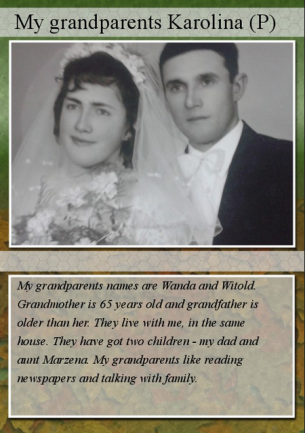 My grandparents Karolina (P)
My grandparents names are Wanda and Witold.
Grandmother is 65 years old and grandfather is
older than her. They live with me, in the same
house. They have got two children - my dad and
aunt Marzena. My grandparents like reading
newspapers and talking with family.